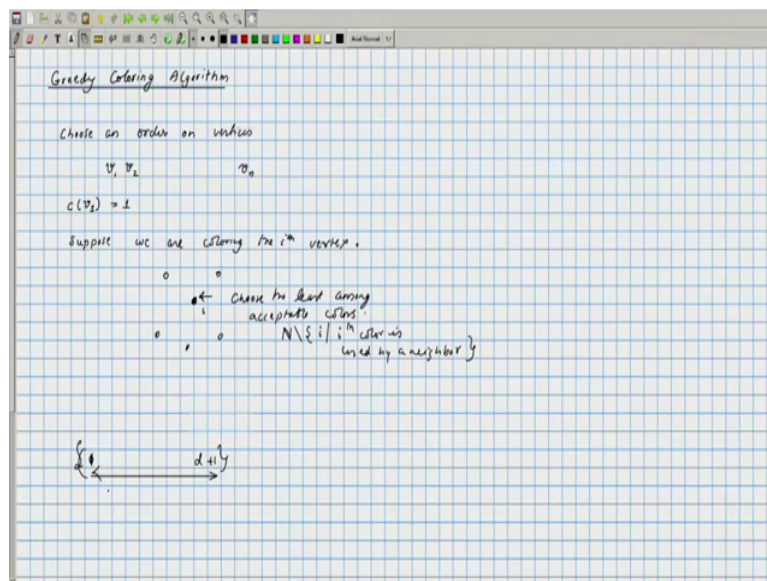 Greedy Coloring Algorithm
Choose an order on vertices
v₁ v₂ vₙ
c(v₁) = 1
Suppose we are coloring the iᵗʰ vertex.
← Choose the least among
i acceptable colors.
N\{i| iᵗʰ color is
used by a neighbor}
{ d+1}